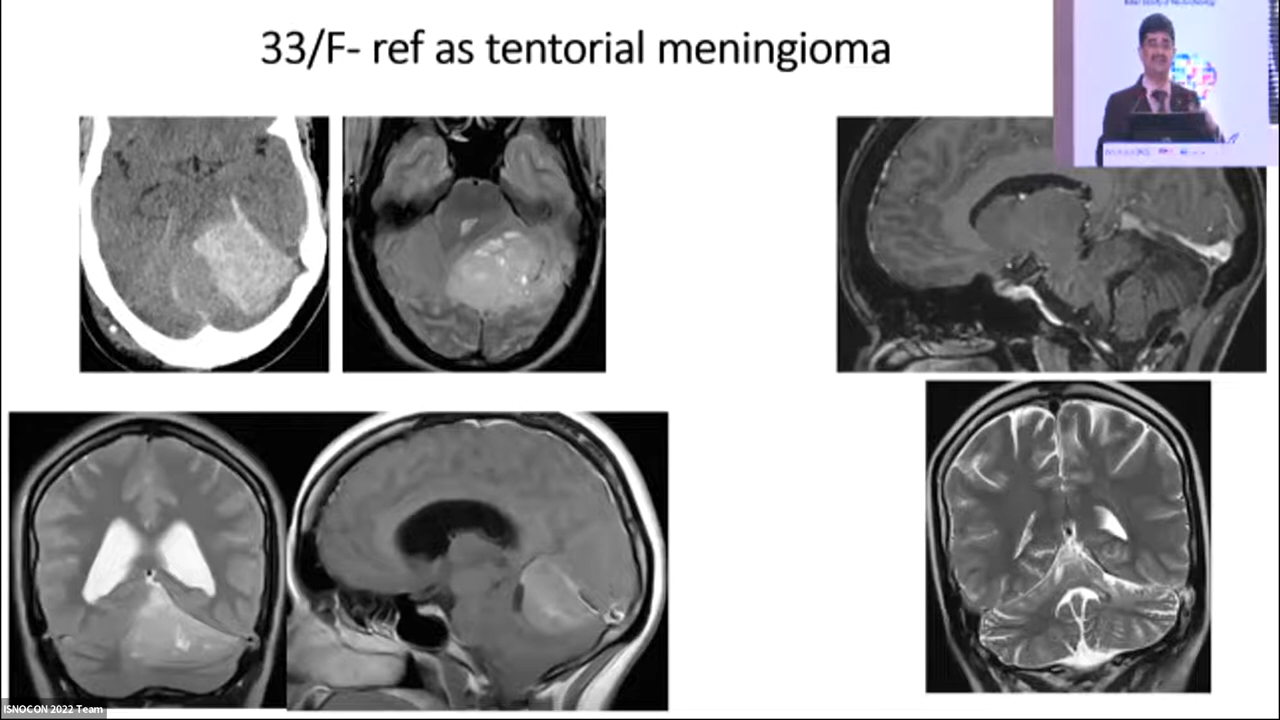 33/F- ref as tentorial meningioma
ISNOCON 2022 Team